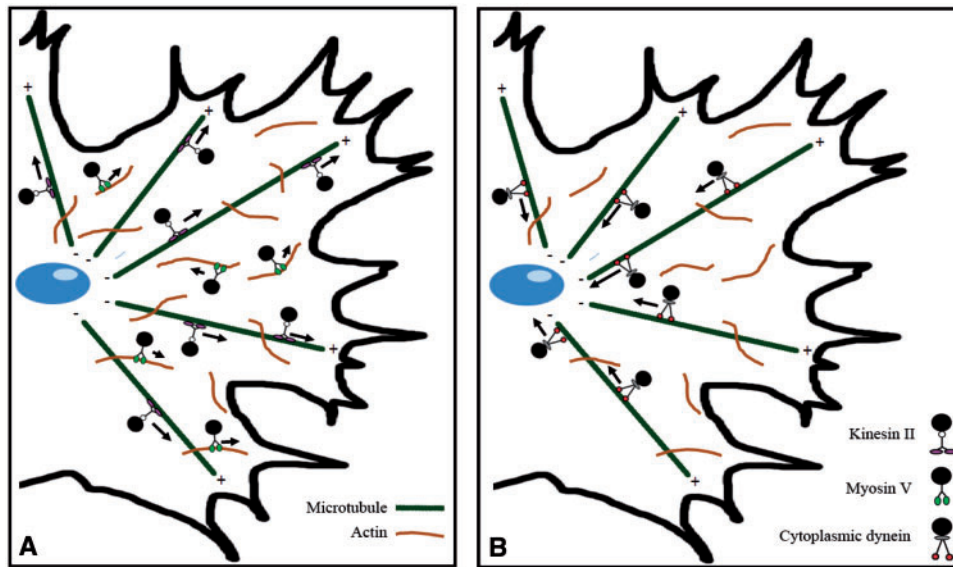 +
+
+
-
-
-
-
-
+
+
Microtubule
Actin
A
+
+
+
-
-
-
-
-
+
+
Kinesin II
Myosin V
Cytoplasmic dynein
B